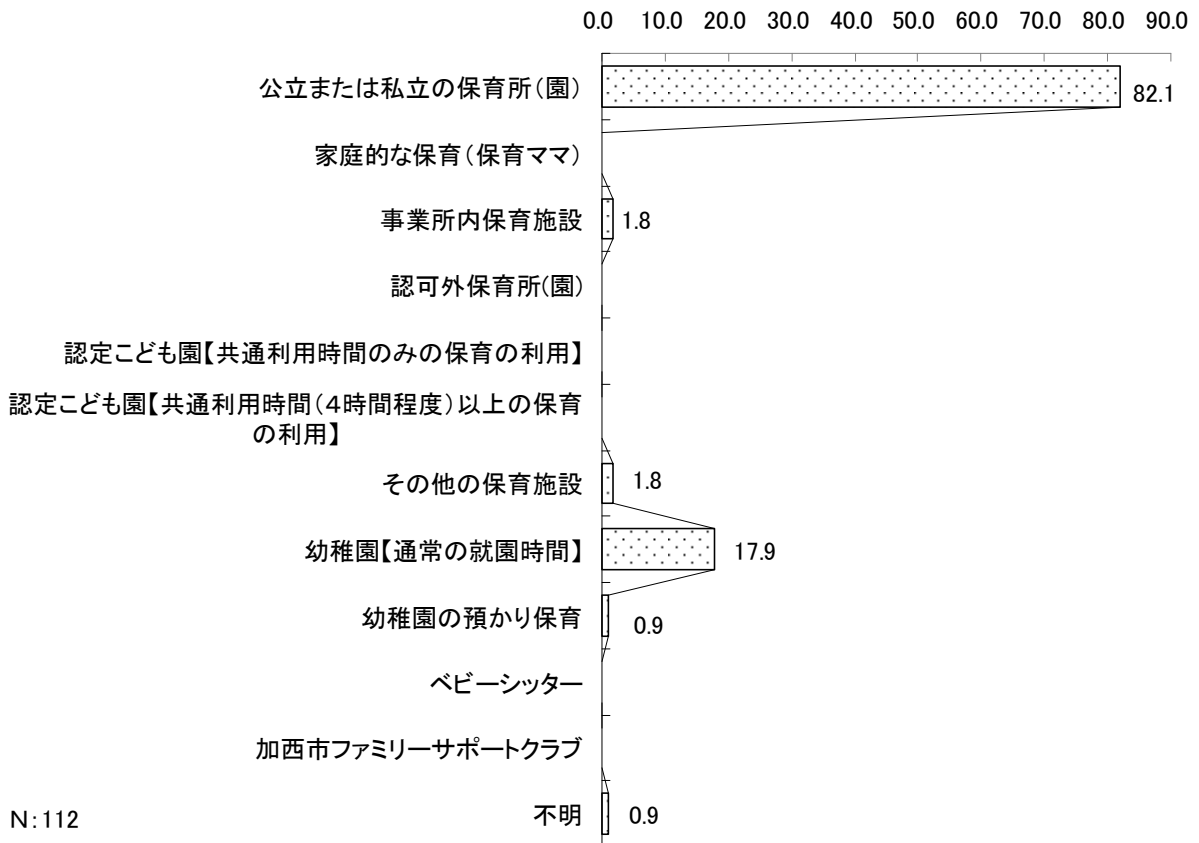 0.0 10.0 20.0 30.0 40.0 50.0 60.0 70.0 80.0 90.0
公立または私立の保育所（園） 82.1
家庭的な保育（保育ママ）
事業所内保育施設 1.8
認可外保育所(園)
認定こども園【共通利用時間のみの保育の利用】
認定こども園【共通利用時間（４時間程度）以上の保育
の利用】
その他の保育施設 1.8
幼稚園【通常の就園時間】 17.9
幼稚園の預かり保育 0.9
ベビーシッター
加西市ファミリーサポートクラブ
不明 0.9
Ｎ：112